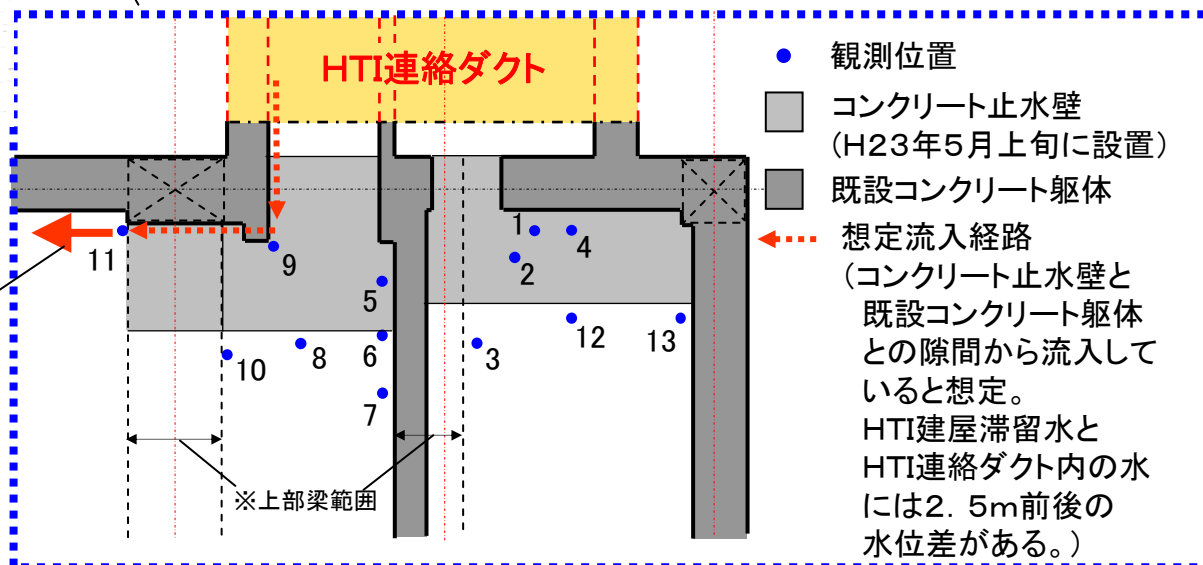 HTI連絡ダクト
観測位置
コンクリート止水壁
(H23年5月上旬に設置)
既設コンクリート躯体
想定流入経路
(コンクリート止水壁と
既設コンクリート躯体
との隙間から流入して
いると想定。
HTI建屋滞留水と
HTI連絡ダクト内の水
には2．5m前後の
水位差がある。)
1
4
11
9
2
5
6
12
13
10
8
3
7
※上部梁範囲